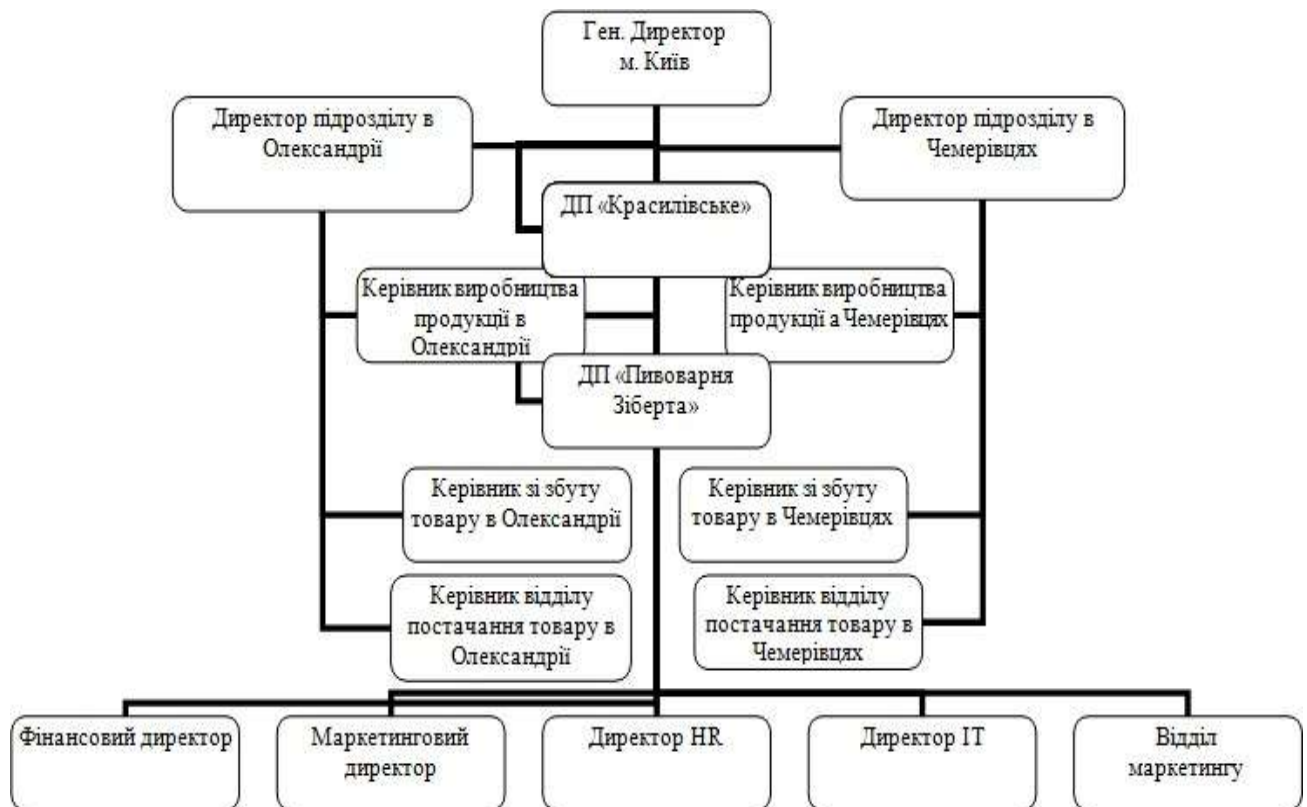 Ген. Директор
м. Київ
Директор підрозділу в
Олександрії
Директор підрозділу в
Чемерівцях
ДП «Красилівське»
Керівник виробництва
продукції в
Олександрії
Керівник виробництва
продукції а Чемерівцях
ДП «Пивоварня
Зіберта»
Керівник зі збуту
товару в Олександрії
Керівник зі збуту
товару в Чемерівцях
Керівник відділу
постачання товару в
Олександрії
Керівник відділу
постачання товару в
Чемерівцях
Фінансовий директор
Маркетинговий
директор
Директор HR
Директор ІТ
Відділ
маркетингу